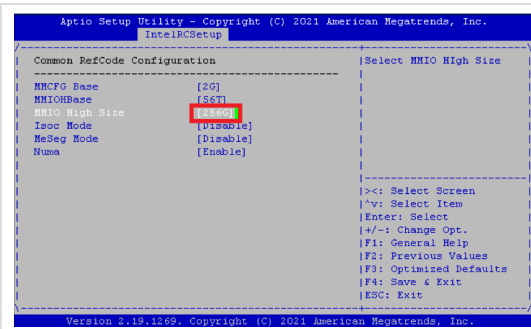 Aptio Setup Utility - Copyright (C) 2021 American Megatrends, Inc.
IntelRCSetup
Common RefCode Configuration
Select MMIO HIgh Size
MMCFG Base [2G]
MMIOHBase [56T]
MMIO High Size [256G]
Isoc Mode [Disable]
MeSeg Mode [Disable]
Numa [Enable]
><: Select Screen
^v: Select Item
Enter: Select
+/-: Change Opt.
F1: General Help
F2: Previous Values
F3: Optimized Defaults
F4: Save & Exit
ESC: Exit
Version 2.19.1269. Copyright (C) 2021 American Megatrends, Inc.